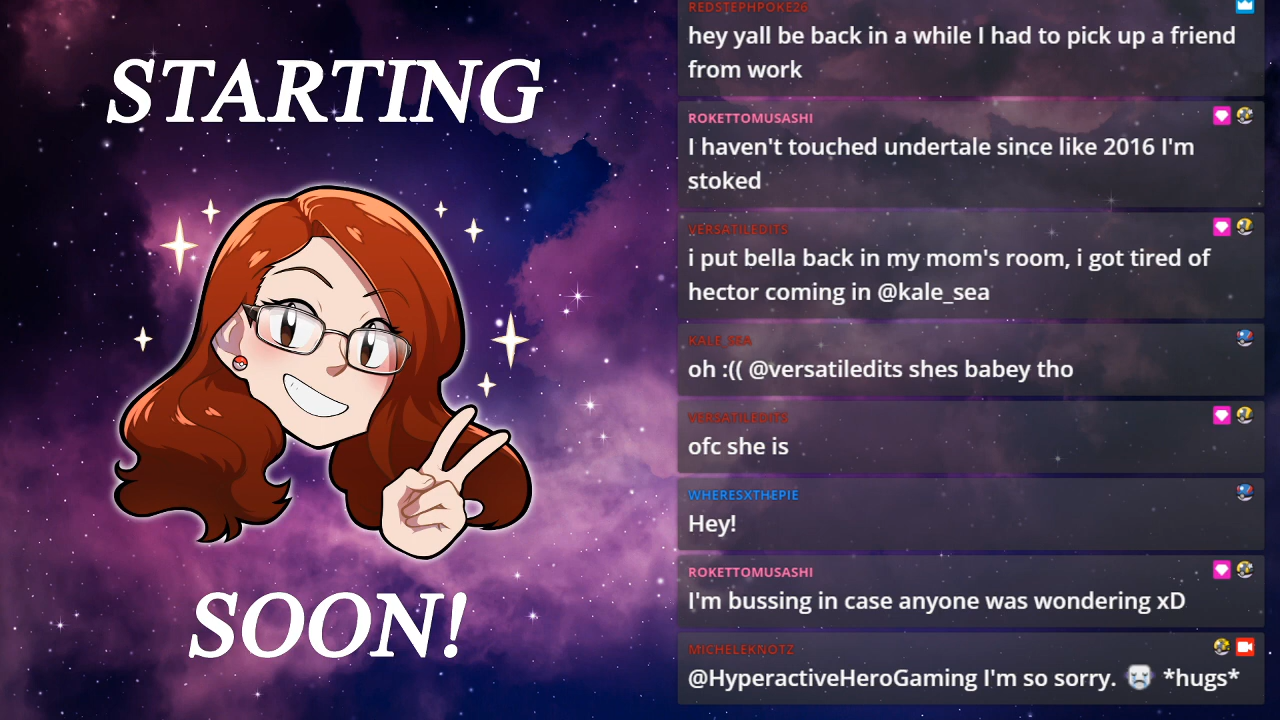 STARTING
SOON!
REDSTEPHPOKE26
hey yall be back in a while I had to pick up a friend
from work
ROKETTOMUSASHI
I haven't touched undertale since like 2016 I'm
stoked
VERSATILEDITS
i put bella back in my mom's room, i got tired of
hector coming in @kale_sea
KALE_SEA
oh :(( @versatiledits shes babey tho
VERSATILEDITS
ofc she is
WHERESXTHEPIE
Hey!
ROKETTOMUSASHI
I'm bussing in case anyone was wondering xD
MICHELEKNOTZ
@HyperactiveHeroGaming I'm so sorry. *hugs*